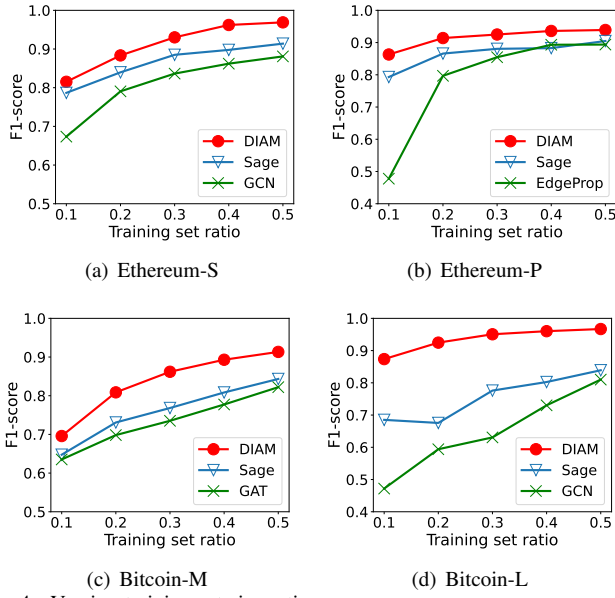 1.0
0.9
0.8
0.7
0.6
0.5
F1-score
DIAM
Sage
GCN
0.1 0.2 0.3 0.4 0.5
Training set ratio
(a) Ethereum-S
1.0
0.9
0.8
0.7
0.6
0.5
0.4
F1-score
DIAM
Sage
EdgeProp
0.1 0.2 0.3 0.4 0.5
Training set ratio
(b) Ethereum-P
1.0
0.9
0.8
0.7
0.6
0.5
F1-score
DIAM
Sage
GAT
0.1 0.2 0.3 0.4 0.5
Training set ratio
(c) Bitcoin-M
1.0
0.9
0.8
0.7
0.6
0.5
0.4
F1-score
DIAM
Sage
GCN
0.1 0.2 0.3 0.4 0.5
Training set ratio
(d) Bitcoin-L